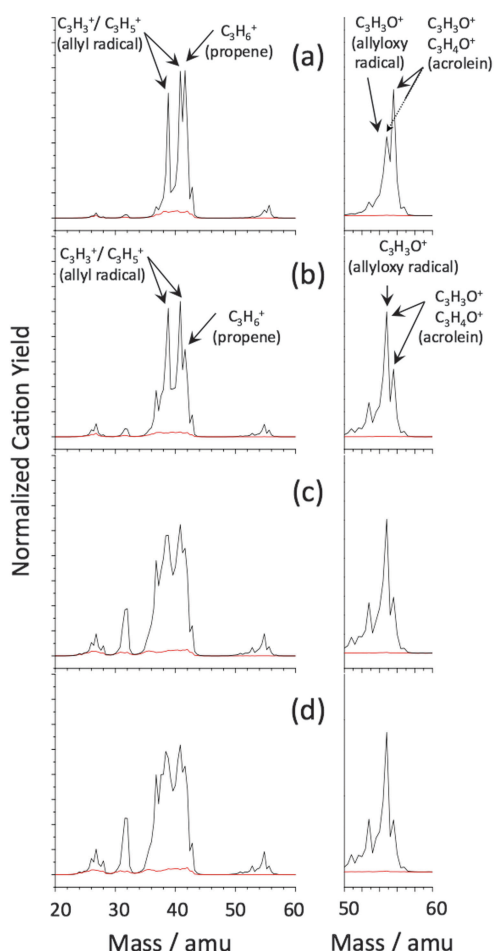 C₃H₃⁺/ C₃H₅⁺
(allyl radical)
C₃H₆⁺
(propene)
(a)
C₃H₃O⁺
(allyloxy
radical)
C₃H₃O⁺
C₃H₄O⁺
(acrolein)
C₃H₃⁺/ C₃H₅⁺
(allyl radical)
C₃H₆⁺
(propene)
(b)
C₃H₃O⁺
(allyloxy radical)
C₃H₃O⁺
C₃H₄O⁺
(acrolein)
(c)
(d)
Normalized Cation Yield
20 30 40 50 60
50 60
Mass / amu
Mass / amu